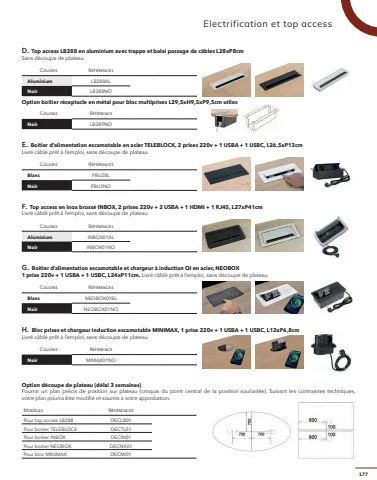 Electrification et top access
D. Top access LB288 en aluminium avec trappe et balai passage de câbles L28xP8cm
Sans découpe de plateau
Coloris Références
Aluminium LB288AL
Noir LB288NO
Option boîtier réceptacle en métal pour bloc multiprises L29,5xH9,5xP9,5cm utiles
Coloris Référence
Noir LB289NO
E. Boîtier d'alimentation escamotable en acier TELEBLOCK, 2 prises 220v + 1 USBA + 1 USBC, L26,5xP13cm
Livré câblé prêt à l'emploi, sans découpe de plateau
Coloris Références
Blanc PBU2BL
Noir PBU2NO
F. Top access en inox brossé INBOX, 2 prises 220v + 2 USBA + 1 HDMI + 1 RJ45, L27xP41cm
Livré câblé prêt à l'emploi, sans découpe de plateau
Coloris Références
Aluminium INBOX01AL
Noir INBOX01NO
G. Boîtier d'alimentation escamotable et chargeur à induction QI en acier, NEOBOX
1 prise 220v + 1 USBA + 1 USBC, L24xP11cm. Livré câblé prêt à l'emploi, sans découpe de plateau
Coloris Références
Blanc NEOBOX01BL
Noir NEOBOX01NO
H. Bloc prises et chargeur induction escamotable MINIMAX, 1 prise 220v + 1 USBA + 1 USBC, L12xP6,8cm
Livré câblé prêt à l'emploi, sans découpe de plateau
Coloris Référence
Noir MIMAX01NO
Option découpe de plateau (délai 3 semaines)
Fournir un plan précis de position sur plateau (croquis du point central de la position souhaitée). Suivant les contraintes techniques,
votre plan pourra être modifié et soumis à votre approbation.
Modèles Références
Pour top access LB288 DECLB01
Pour boîtier TELEBLOCK DECTL01
Pour boîtier INBOX DECIN01
Pour boîtier NEOBOX DECNX01
Pour bloc MINIMAX DECMI01
700
700
600
100
100
600
177